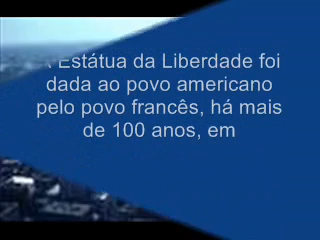 A Estátua da Liberdade foi
dada ao povo americano
pelo povo francês, há mais
de 100 anos, em